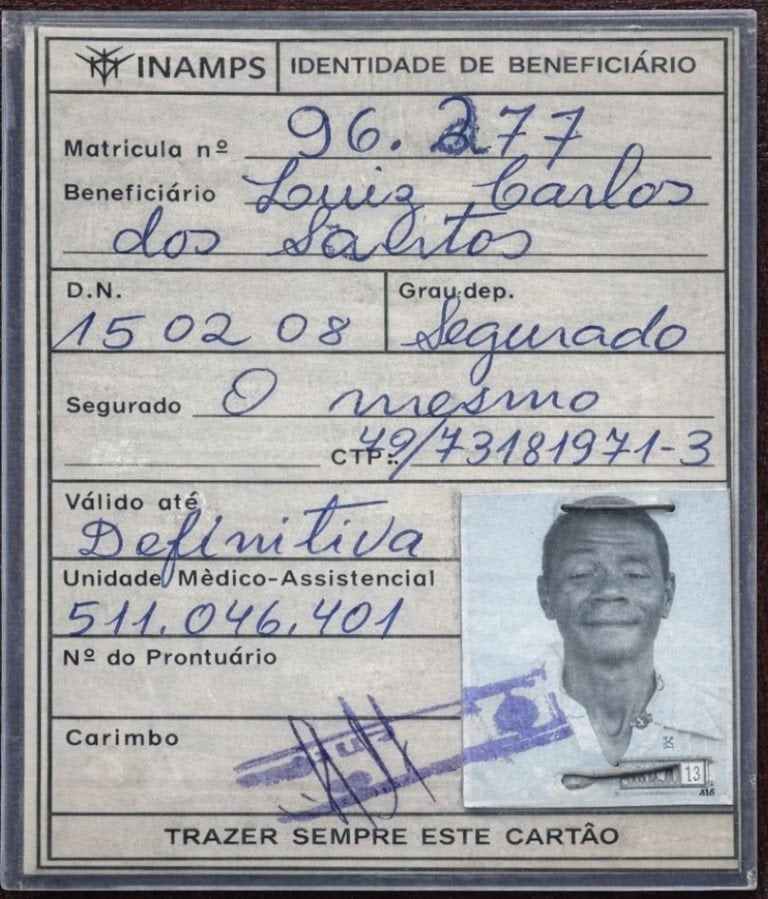 INAMPS IDENTIDADE DE BENEFICIÁRIO
Matrícula nº 96.277
Beneficiário Luiz Carlos
dos Santos
D.N. Grau dep.
15 02 08 Segurado
Segurado O mesmo
CTP: 49/73181971-3
Válido até
Definitiva
Unidade Mèdico-Assistencial
511.046.401
Nº do Prontuário
Carimbo
13
TRAZER SEMPRE ESTE CARTÃO